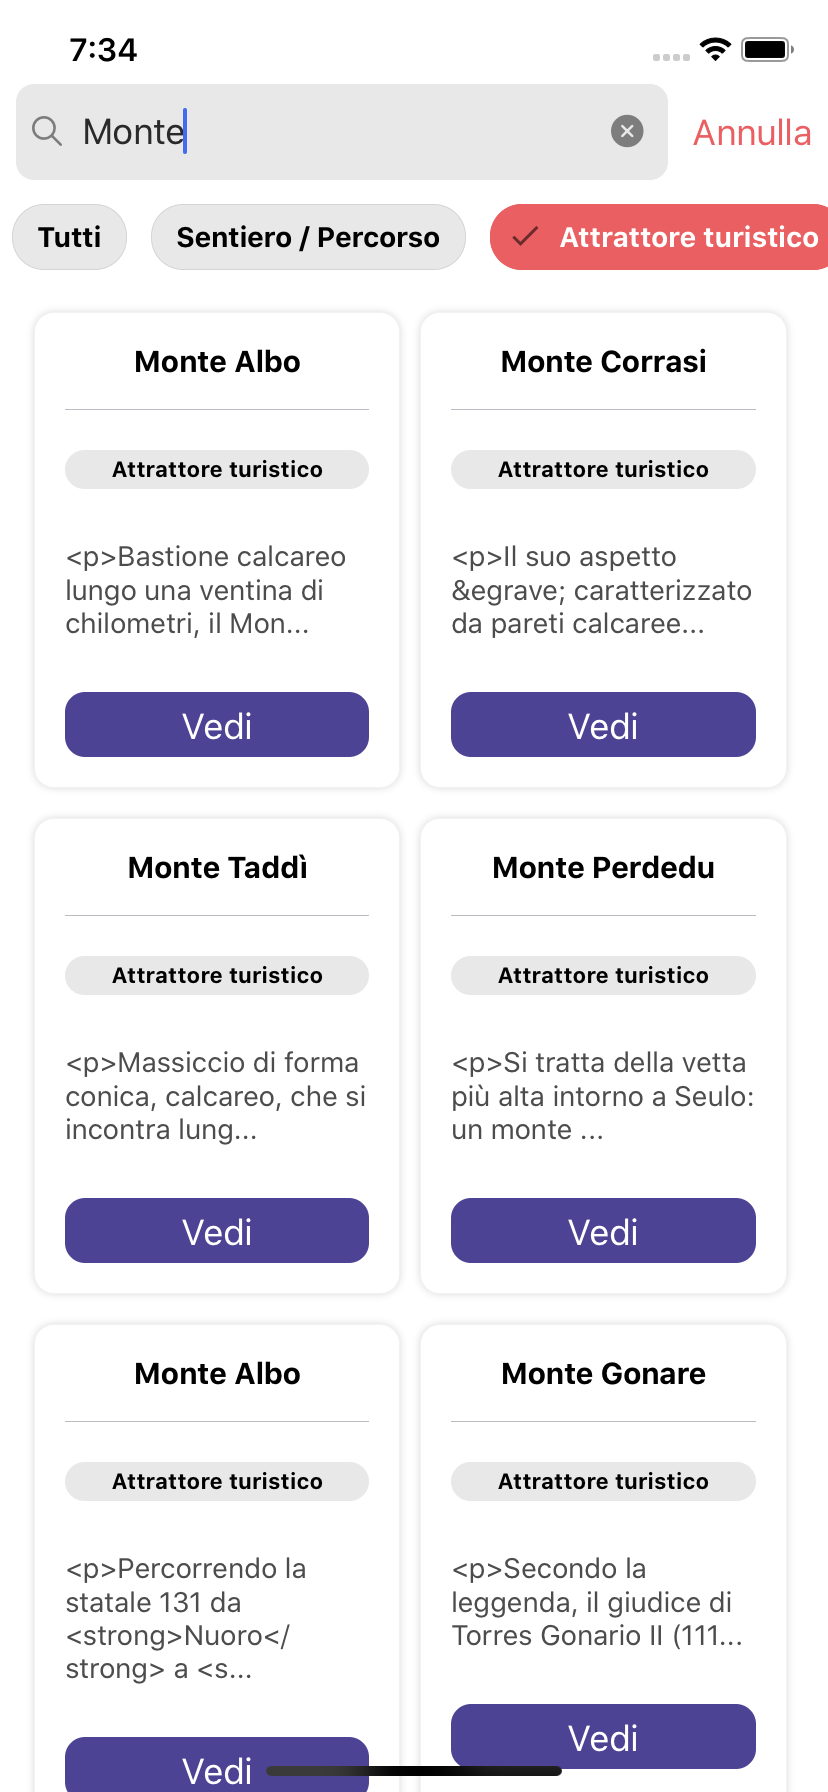 7:34
Monte
Annulla
Tutti
Sentiero / Percorso
Attrattore turistico
Monte Albo
Attrattore turistico
<p>Bastione calcareo
lungo una ventina di
chilometri, il Mon...
Vedi
Monte Corrasi
Attrattore turistico
<p>Il suo aspetto
&egrave; caratterizzato
da pareti calcaree...
Vedi
Monte Taddì
Attrattore turistico
<p>Massiccio di forma
conica, calcareo, che si
incontra lung...
Vedi
Monte Perdedu
Attrattore turistico
<p>Si tratta della vetta
più alta intorno a Seulo:
un monte ...
Vedi
Monte Albo
Attrattore turistico
<p>Percorrendo la
statale 131 da
<strong>Nuoro</
strong> a <s...
Vedi
Monte Gonare
Attrattore turistico
<p>Secondo la
leggenda, il giudice di
Torres Gonario II (111...
Vedi